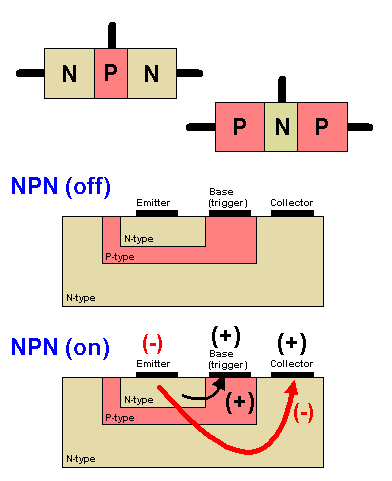 N P N
P N P
NPN (off)
Emitter
Base
(trigger)
Collector
N-type
P-type
N-type
NPN (on)
(-)
(+)
(+)
Emitter
Base
(trigger)
Collector
N-type
(+)
(-)
P-type
N-type